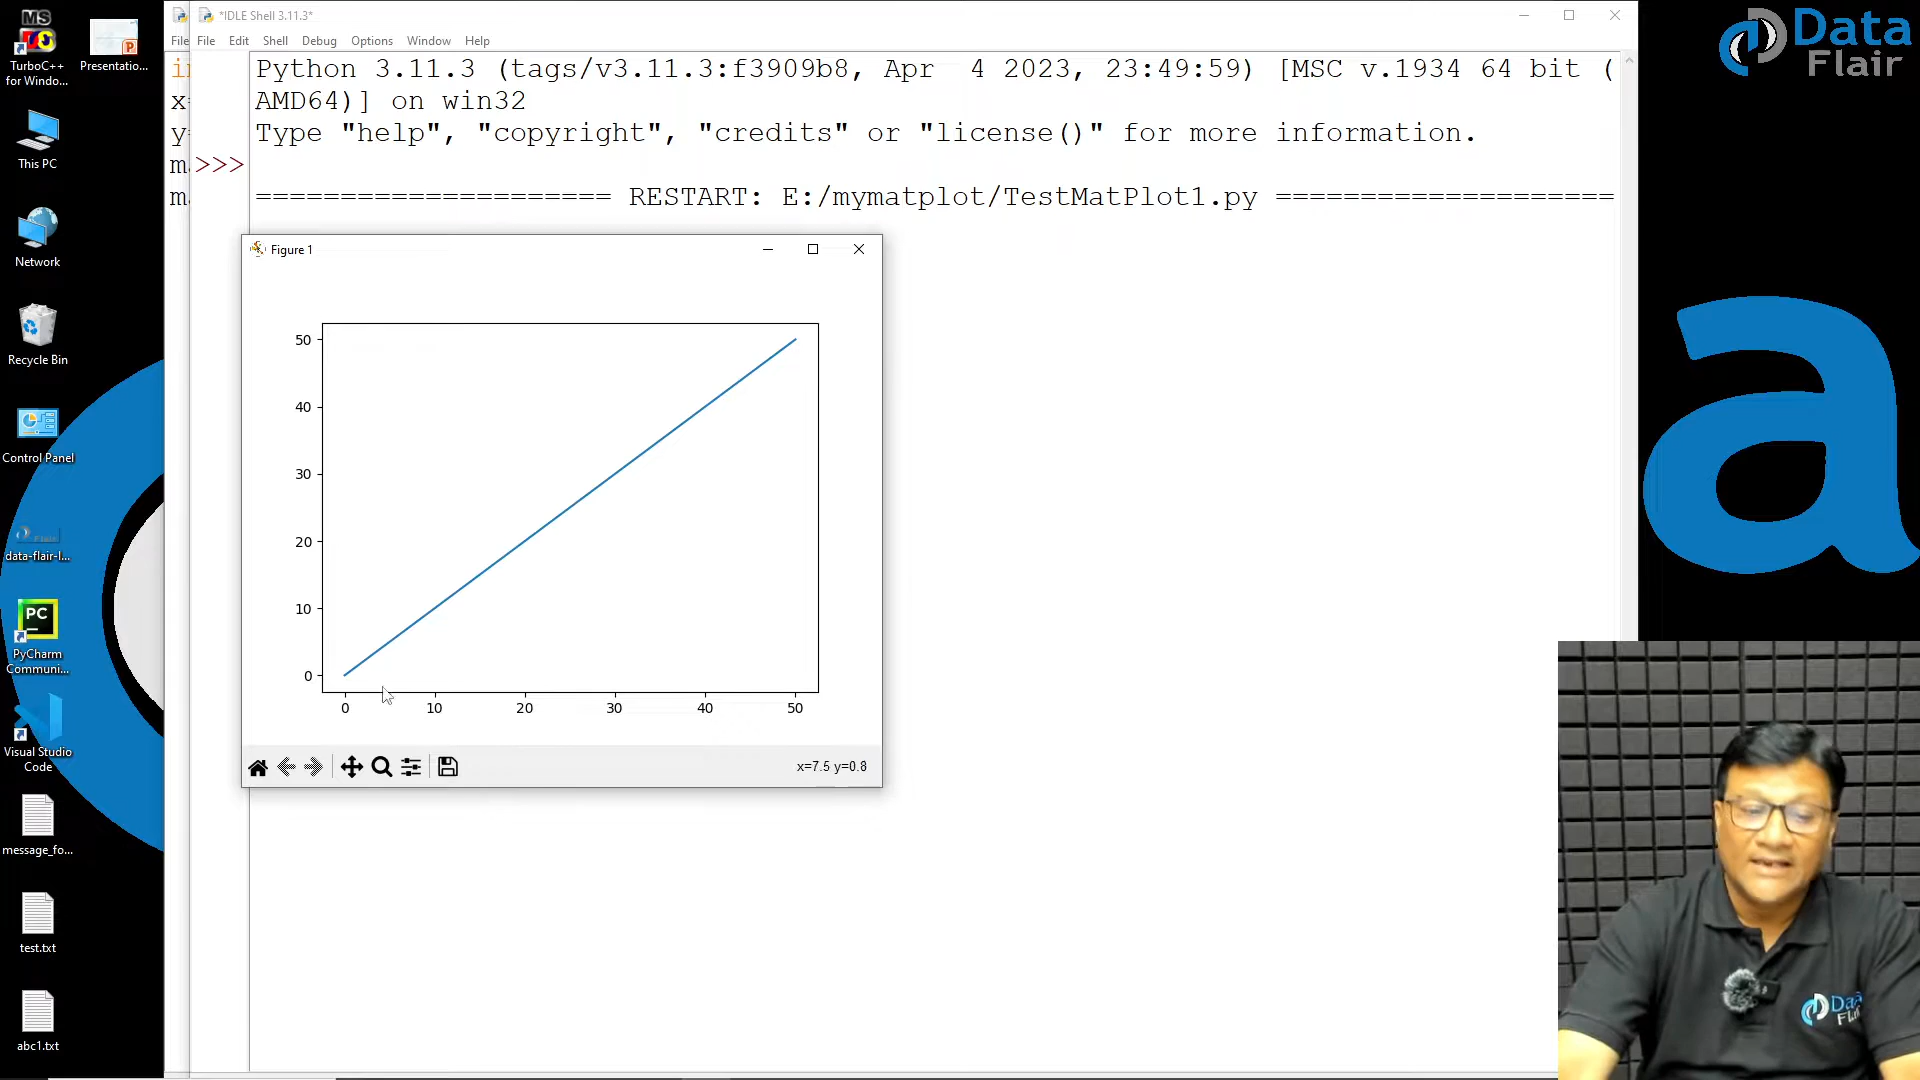 *IDLE Shell 3.11.3*
File
File Edit Shell Debug Options Window Help
Python 3.11.3 (tags/v3.11.3:f3909b8, Apr  4 2023, 23:49:59) [MSC v.1934 64 bit (
AMD64)] on win32
Type "help", "copyright", "credits" or "license()" for more information.
>>>
===================== RESTART: E:/mymatplot/TestMatPlot1.py ====================
Figure 1
50
40
30
20
10
0
0 10 20 30 40 50
x=7.5 y=0.8
TurboC++
for Windo...
Presentatio...
This PC
Network
Recycle Bin
Control Panel
data-flair-l...
PC
PyCharm
Communi...
Visual Studio
Code
message_fo...
test.txt
abc1.txt
Data
Flair
a